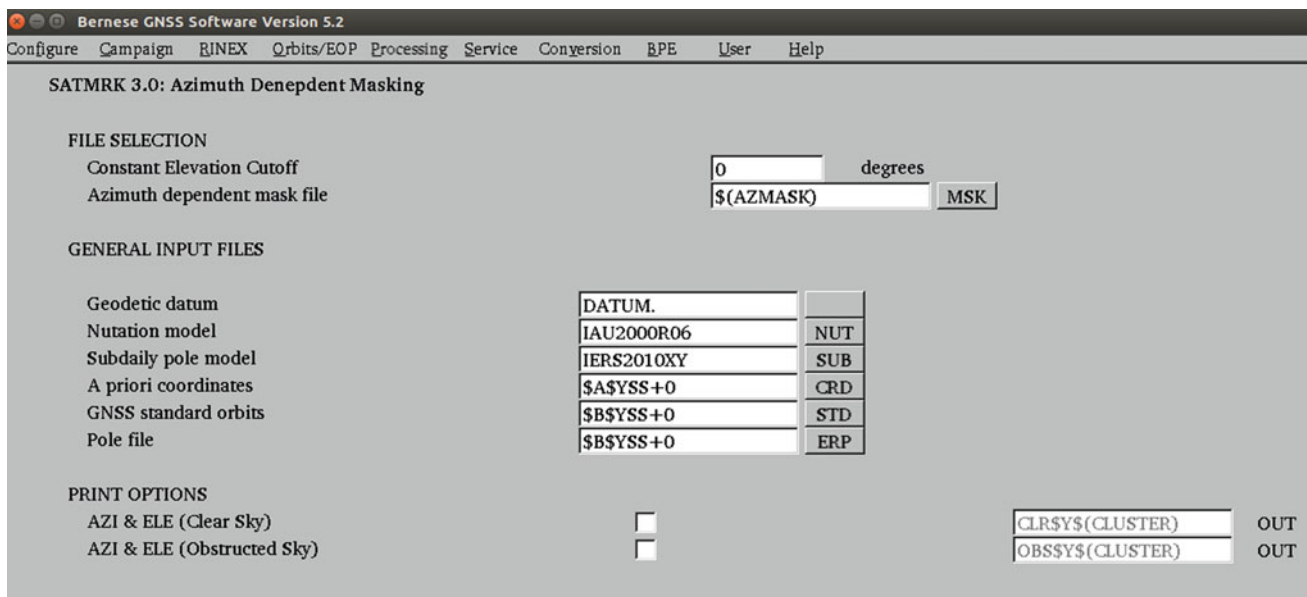 Bernese GNSS Software Version 5.2
Configure Campaign RINEX Orbits/EOP Processing Service Conversion BPE User Help
SATMRK 3.0: Azimuth Denepdent Masking
FILE SELECTION
Constant Elevation Cutoff 0 degrees
Azimuth dependent mask file $(AZMASK) MSK
GENERAL INPUT FILES
Geodetic datum DATUM.
Nutation model IAU2000R06 NUT
Subdaily pole model IERS2010XY SUB
A priori coordinates $A$YSS+0 CRD
GNSS standard orbits $B$YSS+0 STD
Pole file $B$YSS+0 ERP
PRINT OPTIONS
AZI & ELE (Clear Sky) CLR$Y$(CLUSTER) OUT
AZI & ELE (Obstructed Sky) OBS$Y$(CLUSTER) OUT